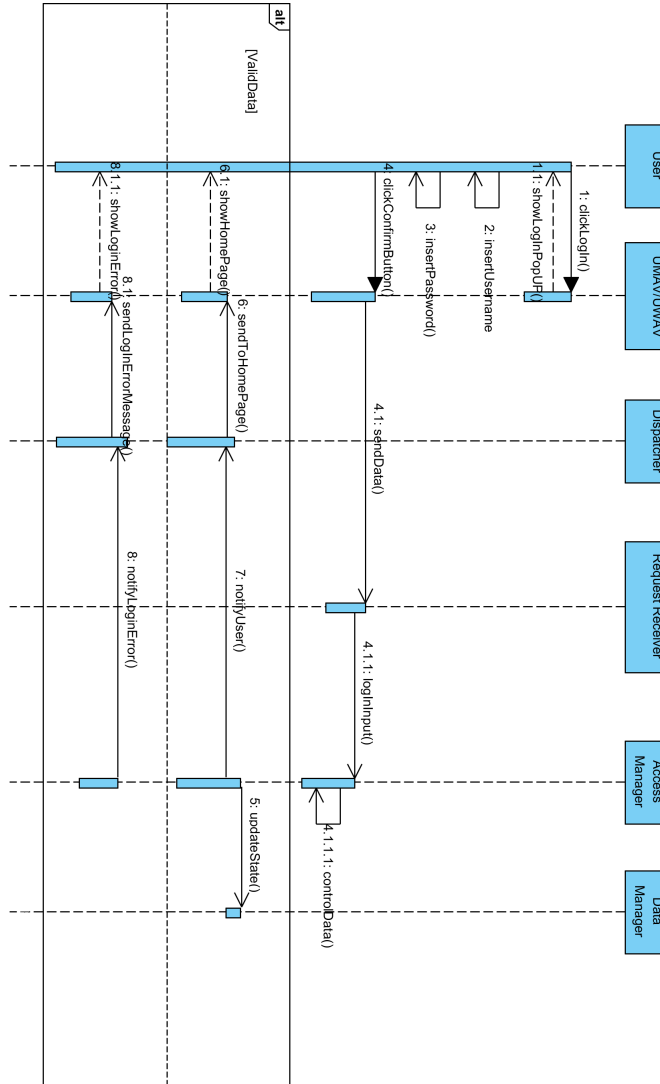 User
UMAV/UWAV
Dispatcher
Request Receiver
Access
Manager
Data
Manager
1: clickLogIn()
1.1: showLogInPopUP()
2: insertUsername
3: insertPassword()
4: clickConfirmButton()
4.1: sendData()
4.1.1: logInInput()
4.1.1.1: controlData()
alt
[ValidData]
5: updateState()
7: notifyUser()
6: sendToHomePage()
6.1: showHomePage()
8: notifyLoginError()
8.1: sendLogInErrorMessage()
8.1.1: showLoginError()